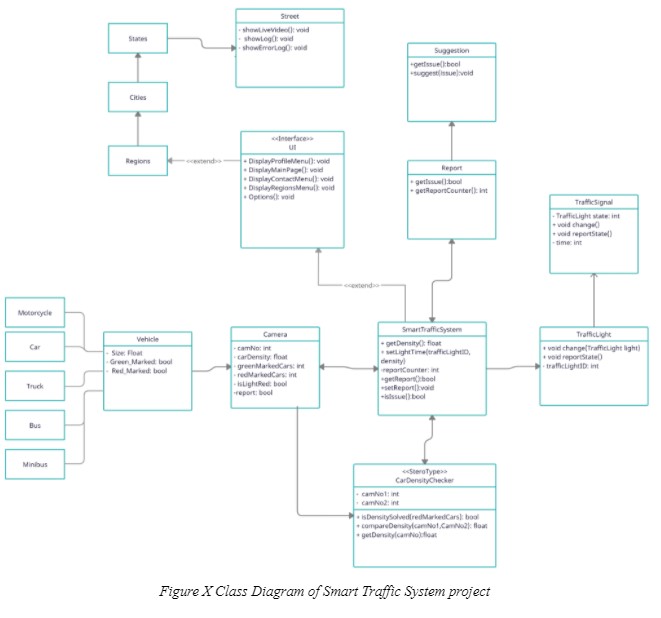 Street
- showLiveVideo(): void
- showLog(): void
- showErrorLog(): void
States
Cities
Regions
<<extend>>
<<Interface>>
UI
+ DisplayProfileMenu(): void
+ DisplayMainPage(): void
+ DisplayContactMenu(): void
+ DisplayRegionsMenu(): void
+ Options(): void
Suggestion
+getIssue():bool
+suggest(issue):void
Report
+ getIssue():bool
+ getReportCounter(): int
TrafficSignal
- TrafficLight state: int
+ void change()
+ void reportState()
- time: int
<<extend>>
Motorcycle
Car
Truck
Bus
Minibus
Vehicle
- Size: Float
- Green_Marked: bool
- Red_Marked: bool
Camera
- camNo: int
- carDensity: float
- greenMarkedCars: int
- redMarkedCars: int
- isLightRed: bool
-report: bool
SmartTrafficSystem
+ getDensity(): float
+ setLightTime(trafficLightID,
density)
-reportCounter: int
+getReport():bool
+setReport():void
+isIssue():bool
TrafficLight
+ void change(TrafficLight light)
+ void reportState()
- trafficLightID: int
<<SteroType>>
CarDensityChecker
- camNo1: int
- camNo2: int
+ isDensitySolved(redMarkedCars): bool
+ compareDensity(camNo1,CamNo2): float
+ getDensity(camNo):float
Figure X Class Diagram of Smart Traffic System project